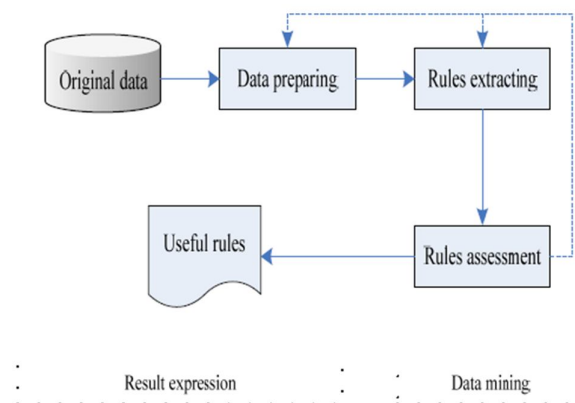 Original data
Data preparing
Rules extracting
Useful rules
Rules assessment
Result expression
Data mining